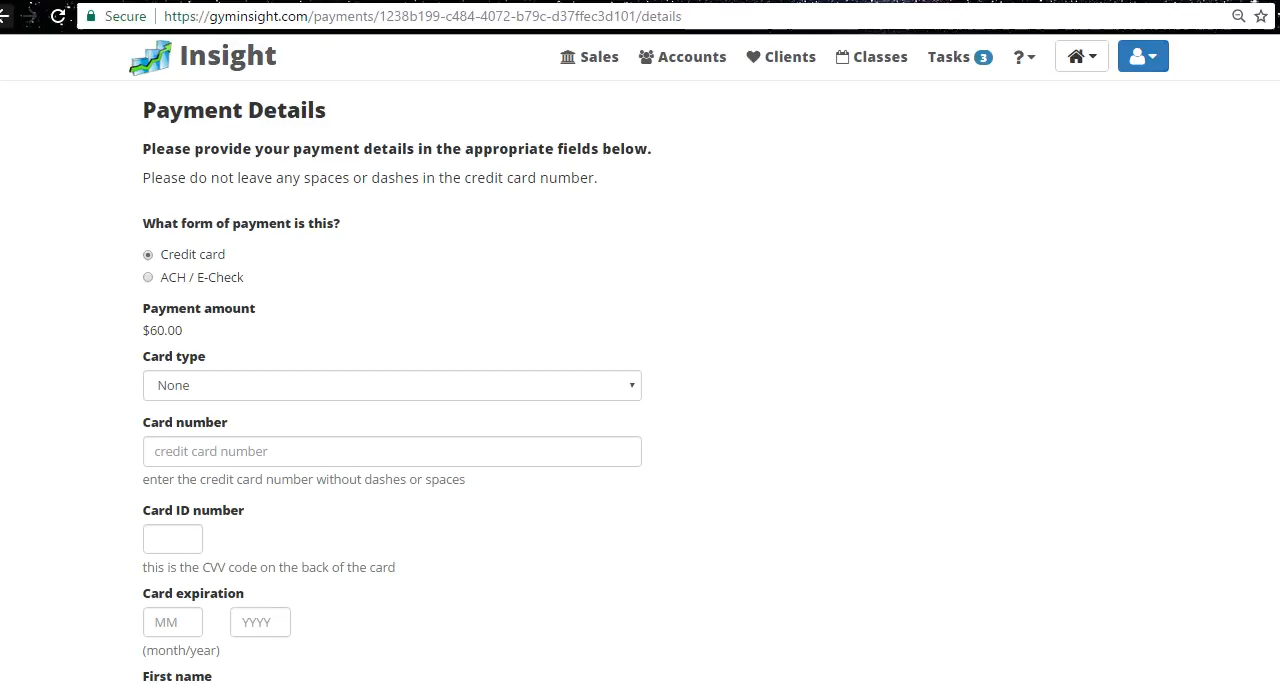 Secure | https://gyminsight.com/payments/1238b199-c484-4072-b79c-d37ffec3d101/details
Insight Sales Accounts Clients Classes Tasks 3 ?
Payment Details
Please provide your payment details in the appropriate fields below.
Please do not leave any spaces or dashes in the credit card number.
What form of payment is this?
Credit card
ACH / E-Check
Payment amount
$60.00
Card type
None
Card number
credit card number
enter the credit card number without dashes or spaces
Card ID number
this is the CVV code on the back of the card
Card expiration
MM YYYY
(month/year)
First name